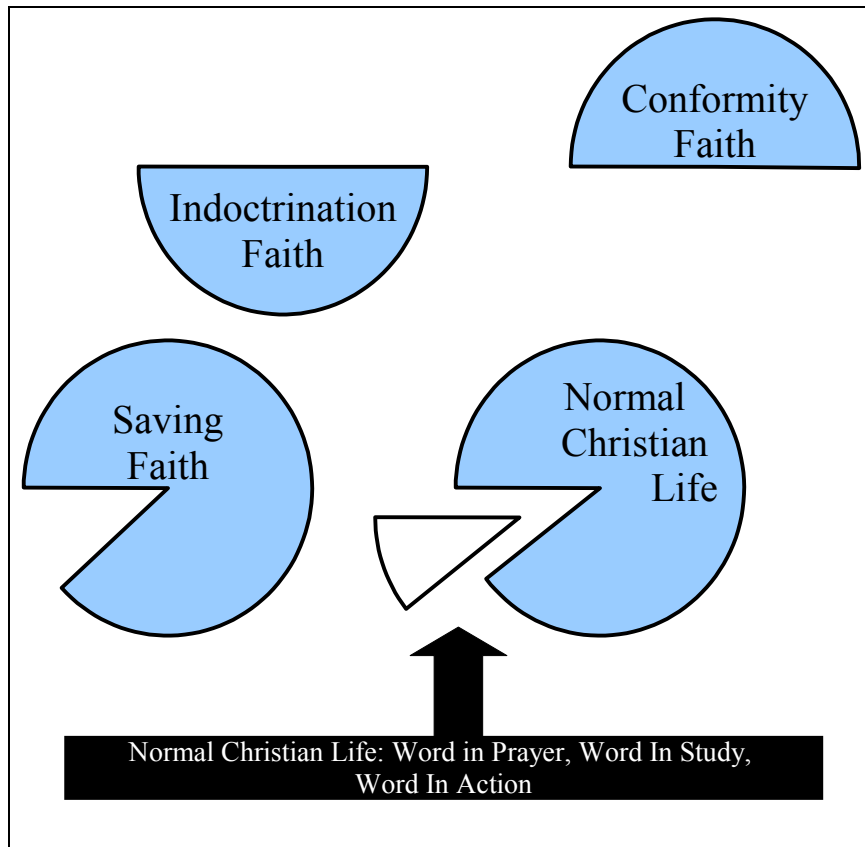 Conformity
Faith
Indoctrination
Faith
Saving
Faith
Normal
Christian
Life
Normal Christian Life: Word in Prayer, Word In Study,
Word In Action